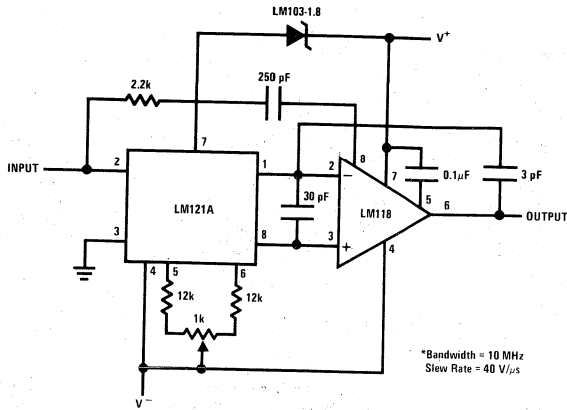 LM103-1.8
V+
2.2k
250 pF
7
8
INPUT
2
1
2
7
0.1µF
3 pF
LM121A
30 pF
LM118
5
6
OUTPUT
3
8
3
4
4
5
6
12k
12k
1k
*Bandwidth = 10 MHz
Slew Rate = 40 V/µs
V−